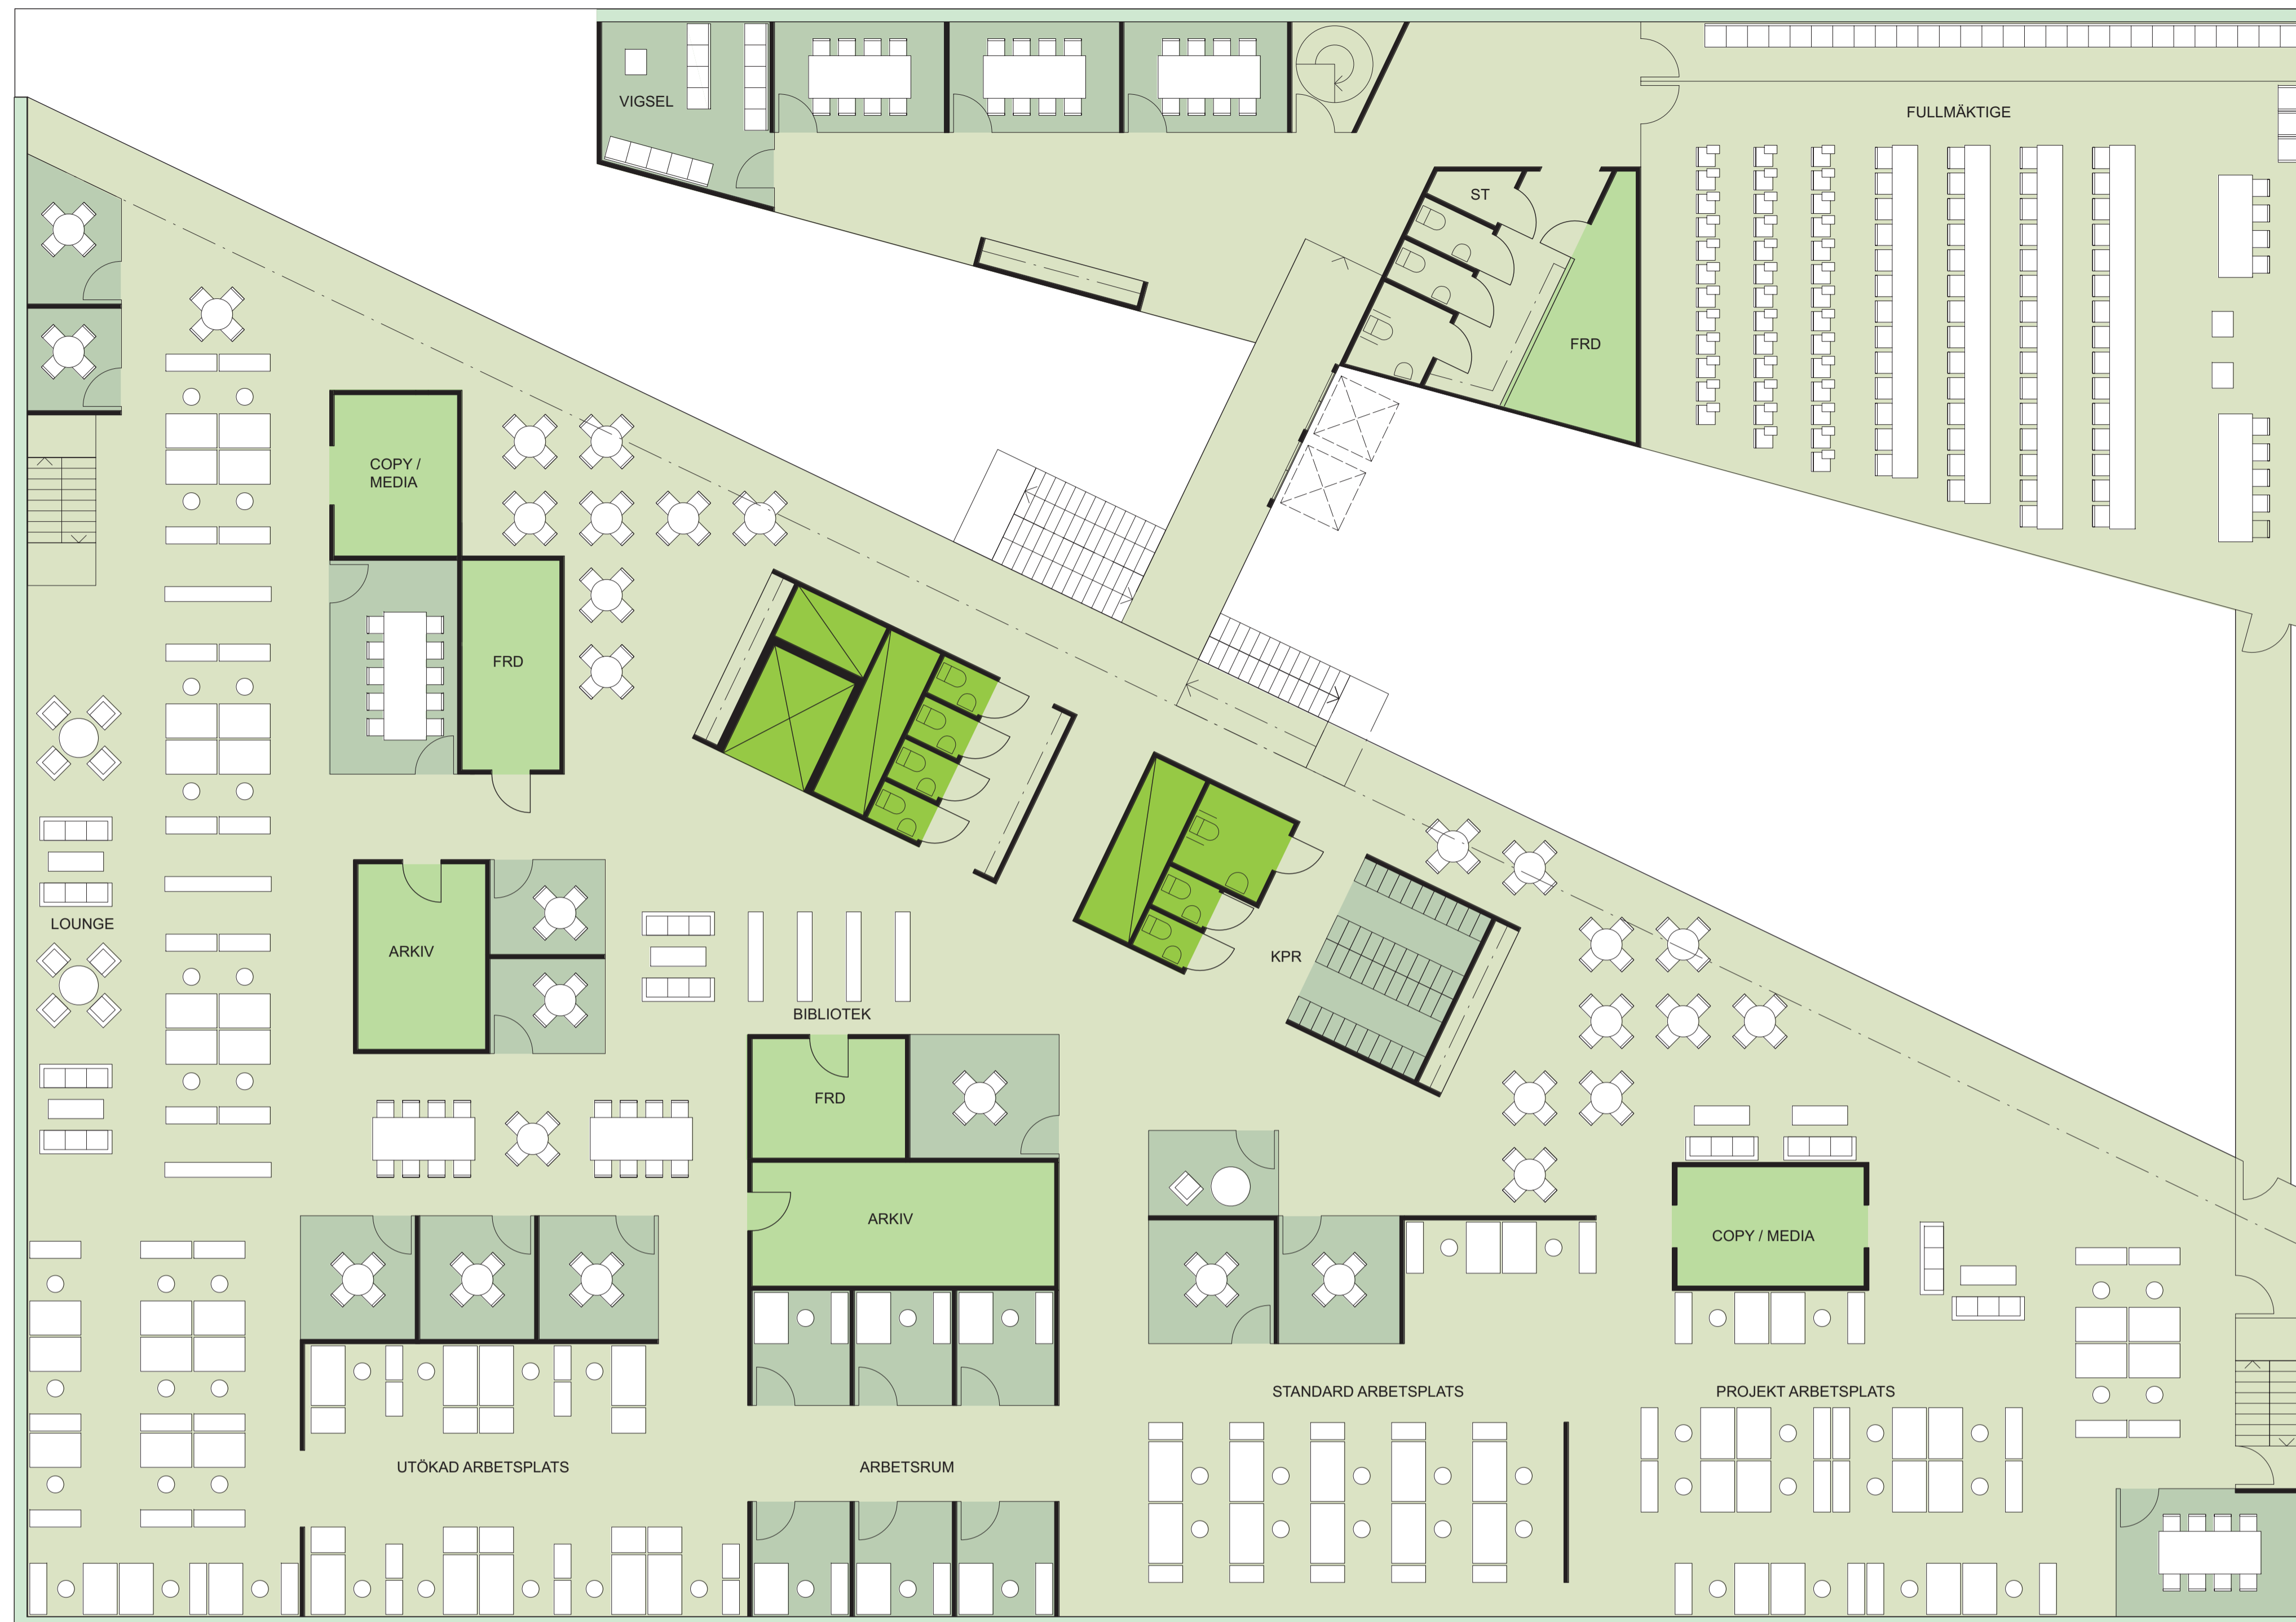 VIGSEL
FULLMÄKTIGE
ST
FRD
COPY /
MEDIA
FRD
LOUNGE
ARKIV
KPR
BIBLIOTEK
FRD
ARKIV
COPY / MEDIA
STANDARD ARBETSPLATS
PROJEKT ARBETSPLATS
UTÖKAD ARBETSPLATS
ARBETSRUM